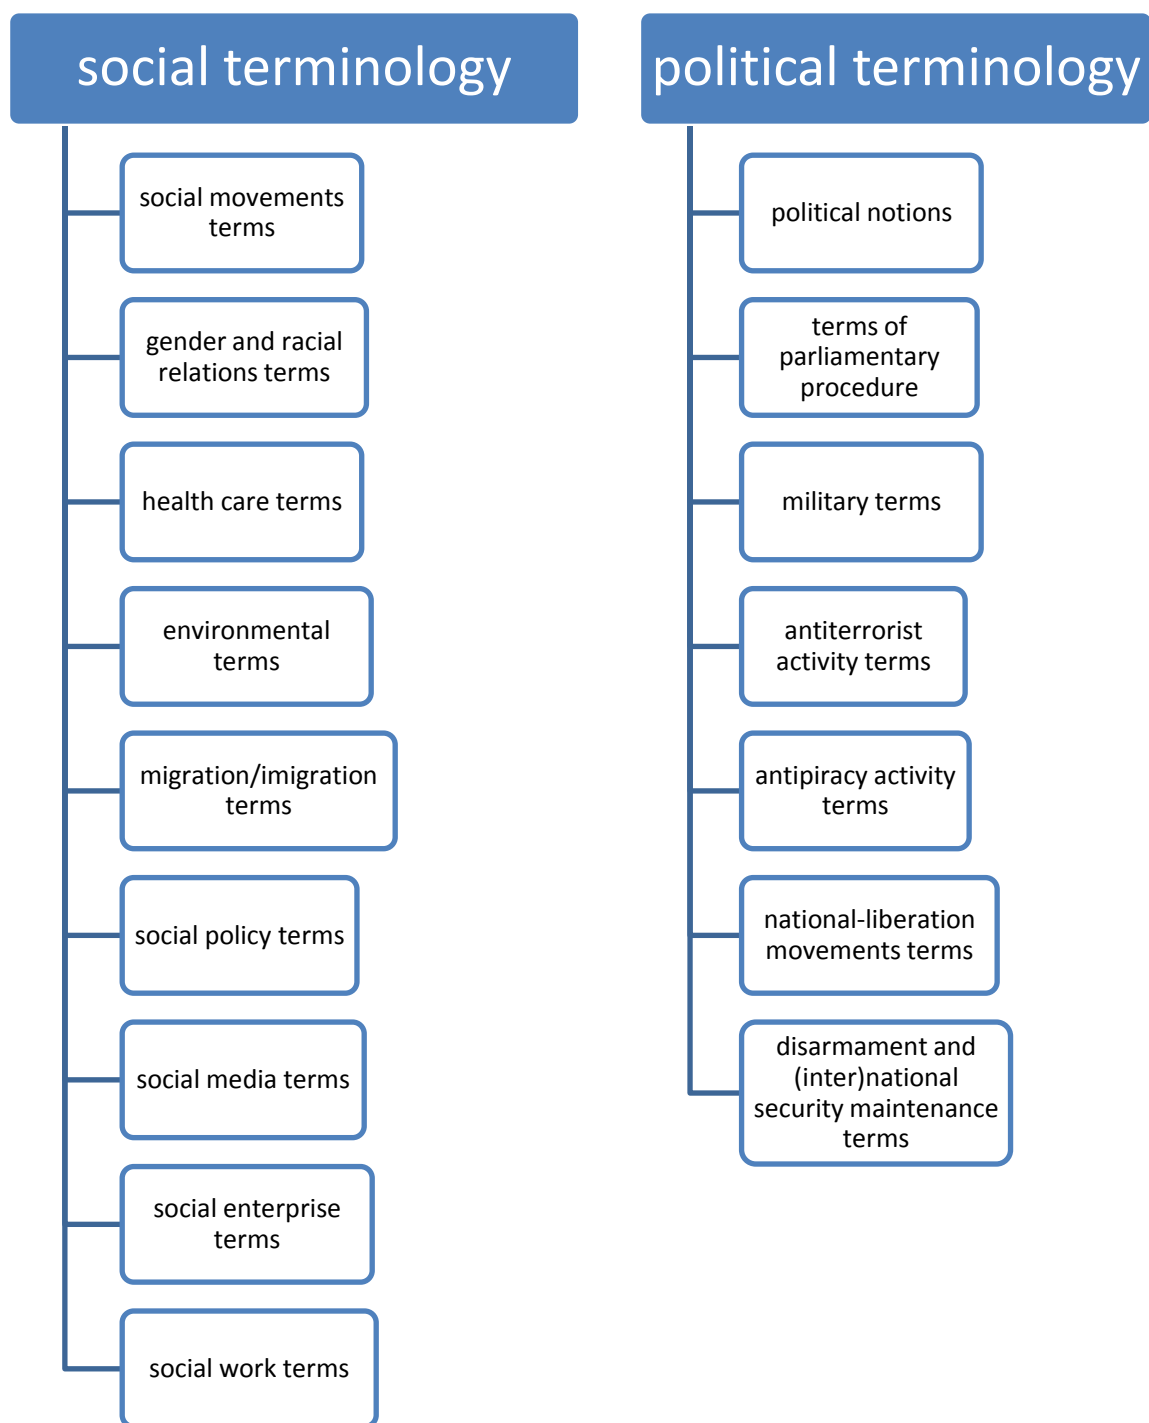 social terminology
social movements
terms
gender and racial
relations terms
health care terms
environmental
terms
migration/imigration
terms
social policy terms
social media terms
social enterprise
terms
social work terms
political terminology
political notions
terms of
parliamentary
procedure
military terms
antiterrorist
activity terms
antipiracy activity
terms
national-liberation
movements terms
disarmament and
(inter)national
security maintenance
terms